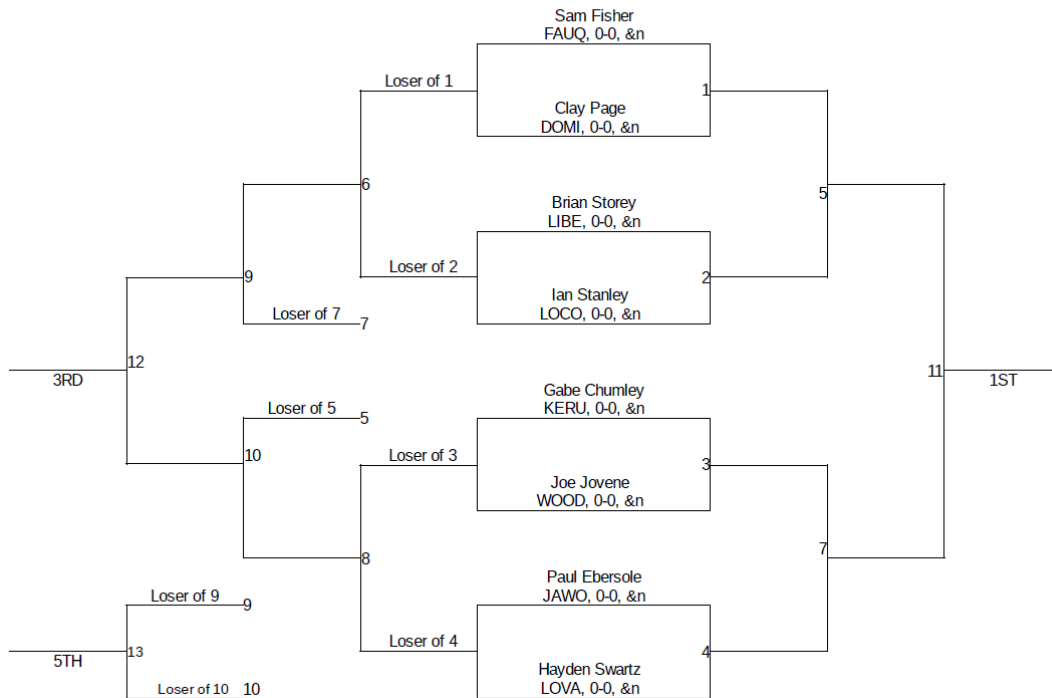 Sam Fisher
FAUQ, 0-0, &n
Loser of 1
1
Clay Page
DOMI, 0-0, &n
6
5
Brian Storey
LIBE, 0-0, &n
Loser of 2
2
9
Ian Stanley
LOCO, 0-0, &n
Loser of 7
7
12
3RD
11
1ST
Gabe Chumley
KERU, 0-0, &n
Loser of 5
5
10
Loser of 3
3
Joe Jovene
WOOD, 0-0, &n
8
7
Paul Ebersole
JAWO, 0-0, &n
Loser of 9
9
Loser of 4
4
13
5TH
Hayden Swartz
LOVA, 0-0, &n
Loser of 10
10